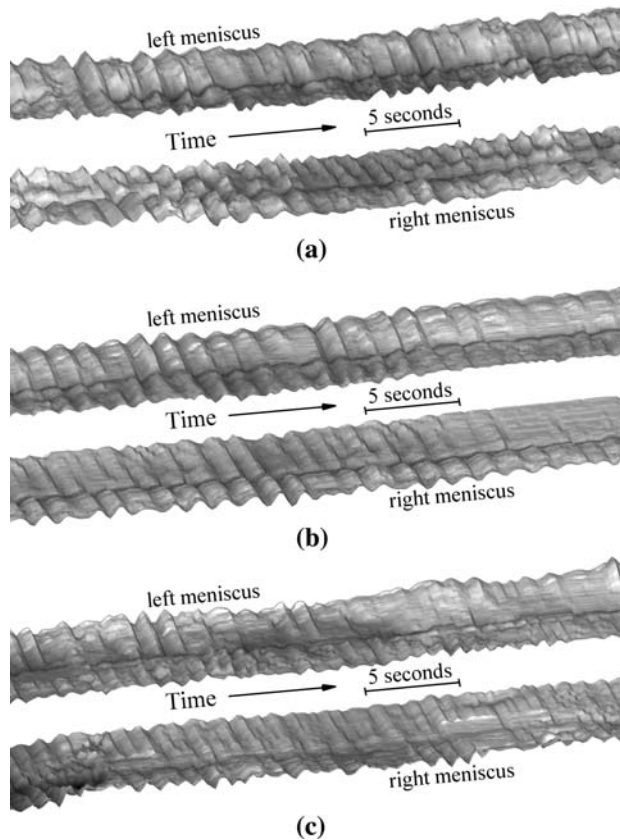 left meniscus
5 seconds
Time
right meniscus
(a)
left meniscus
5 seconds
Time
right meniscus
(b)
left meniscus
5 seconds
Time
right meniscus
(c)